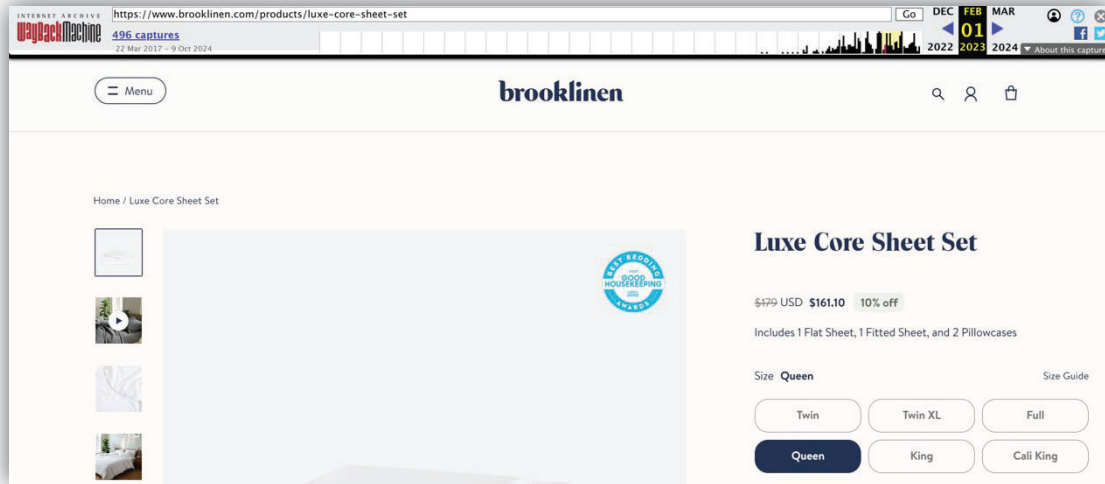 INTERNET ARCHIVE
WayBackMachine
https://www.brooklinen.com/products/luxe-core-sheet-set
Go
DEC FEB MAR
496 captures
01
22 Mar 2017 - 9 Oct 2024
2022 2023 2024
▼ About this capture
Menu
brooklinen
Home / Luxe Core Sheet Set
BEST BEDDING
GOOD
HOUSEKEEPING
AWARDS
Luxe Core Sheet Set
$179 USD $161.10 10% off
Includes 1 Flat Sheet, 1 Fitted Sheet, and 2 Pillowcases
Size Queen
Size Guide
Twin Twin XL Full
Queen King Cali King